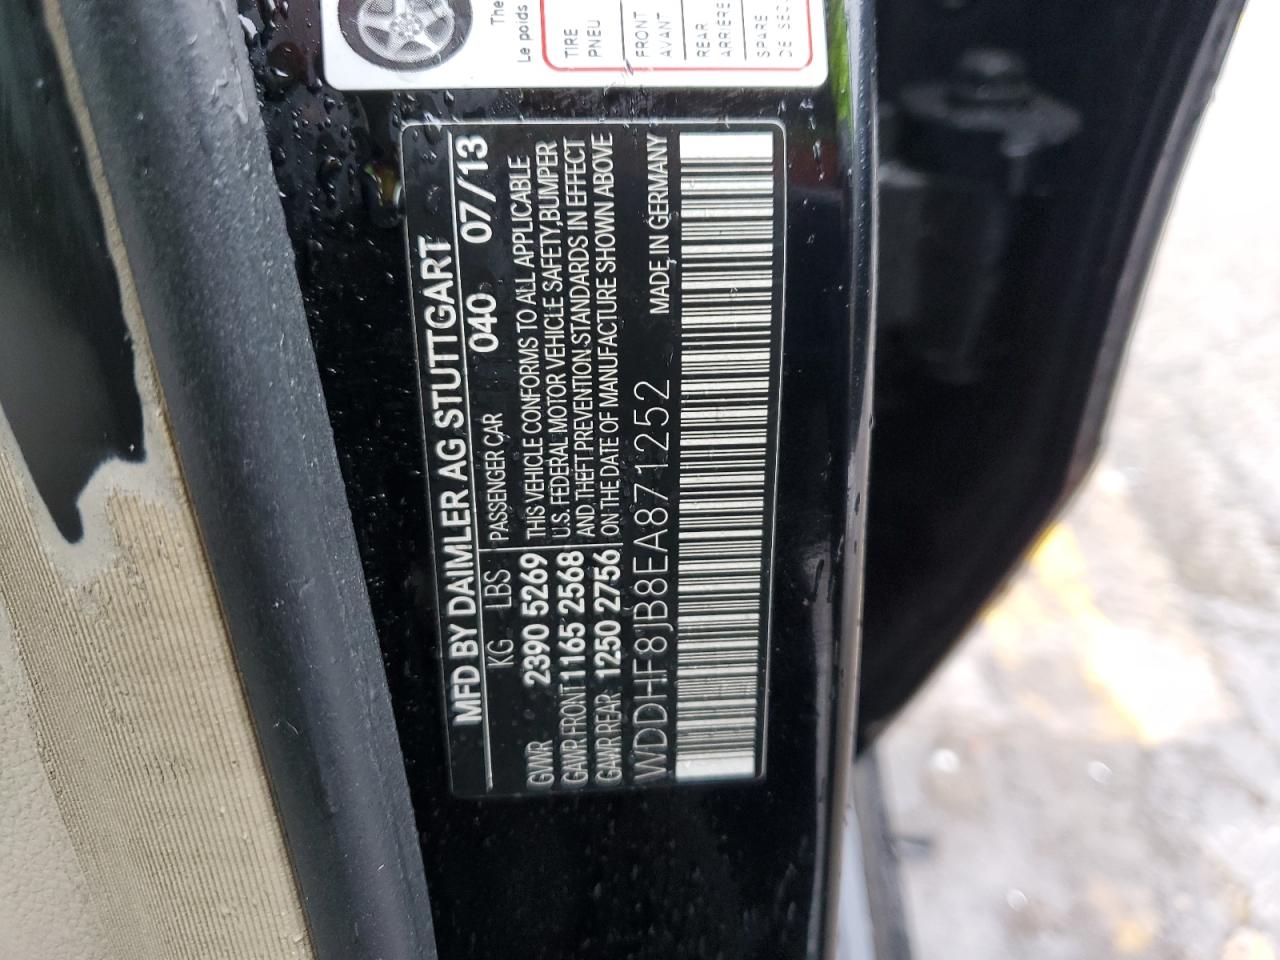 The
Le poids
TIRE
PNEU
FRONT
AVANT
REAR
ARRIÈRE
SPARE
DE
MFD BY DAIMLER AG STUTTGART
040 07/13
KG LBS PASSENGER CAR
GVWR 2390 5269 THIS VEHICLE CONFORMS TO ALL APPLICABLE
GAWR FRONT 1165 2568 U.S. FEDERAL MOTOR VEHICLE SAFETY, BUMPER
GAWR REAR 1250 2756 AND THEFT PREVENTION STANDARDS IN EFFECT
ON THE DATE OF MANUFACTURE SHOWN ABOVE
WDDHF8JB8EA871252 MADE IN GERMANY